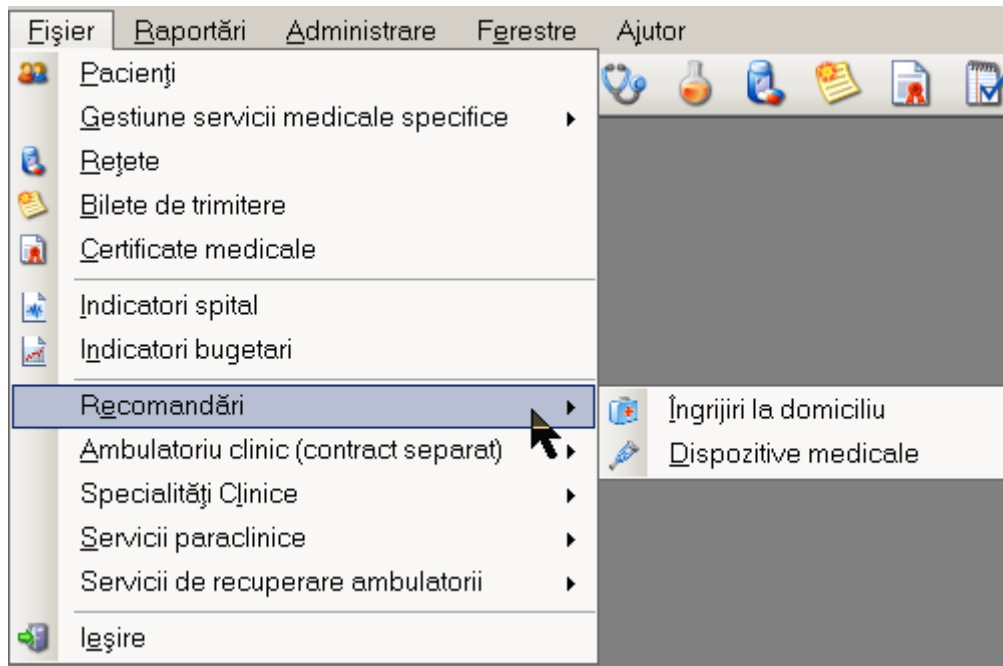 Fişier Raportări Administrare Ferestre Ajutor
Pacienţi
Gestiune servicii medicale specifice
Reţete
Bilete de trimitere
Certificate medicale
Indicatori spital
Indicatori bugetari
Recomandări
Îngrijiri la domiciliu
Dispozitive medicale
Ambulatoriu clinic (contract separat)
Specialităţi Clinice
Servicii paraclinice
Servicii de recuperare ambulatorii
Ieşire